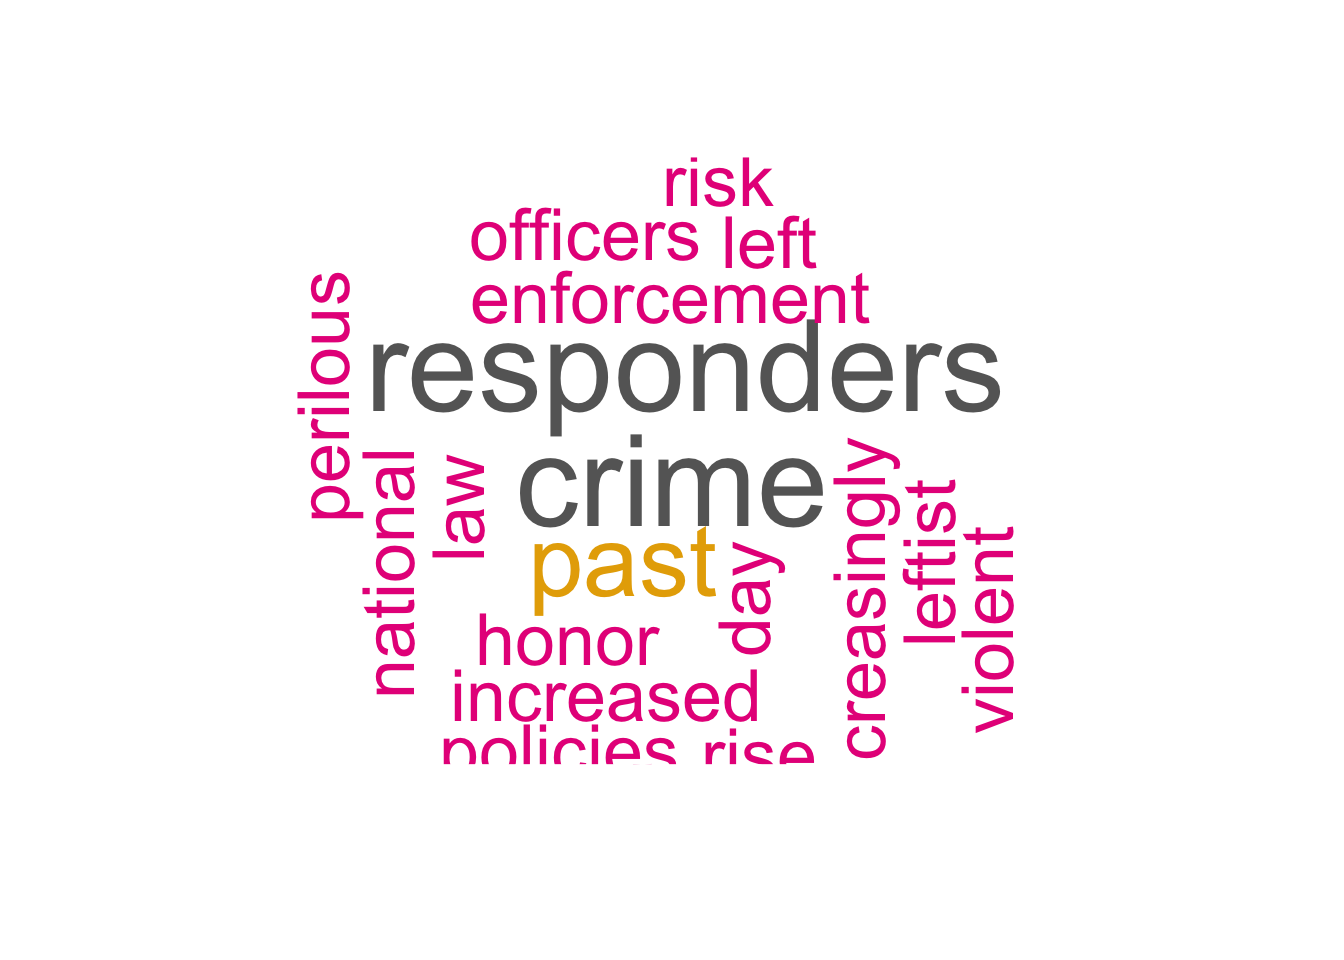 risk
officers left
enforcement
perilous
responders
national
law
crime
creasingly
leftist
violent
past
day
honor
increased
policies rise